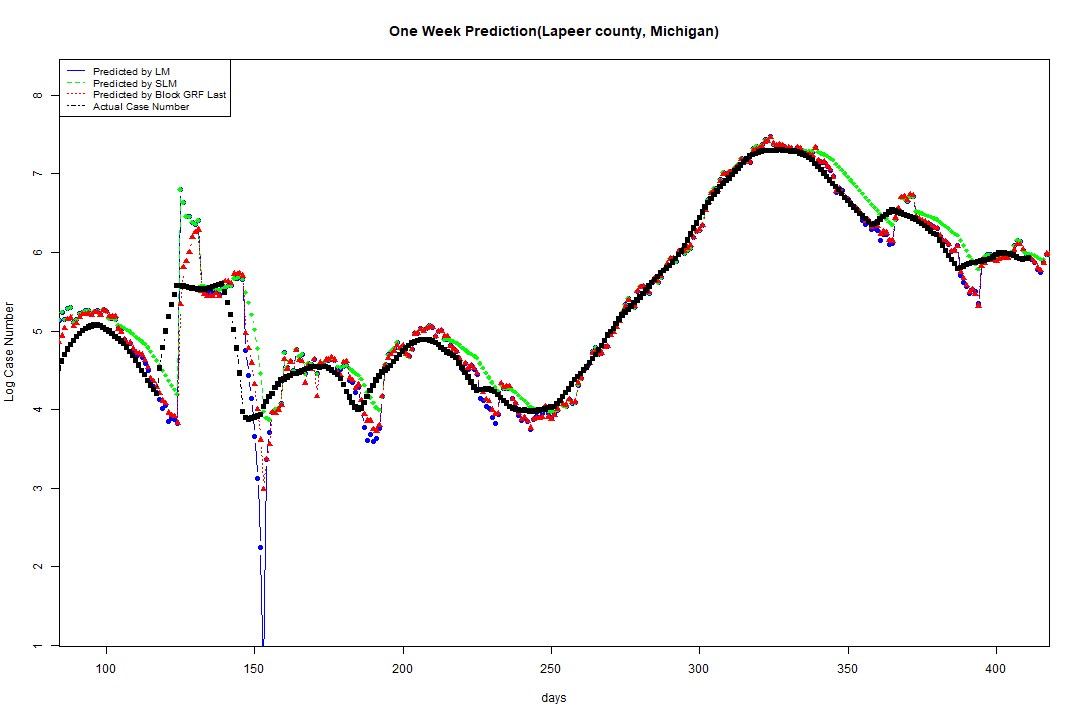 One Week Prediction(Lapeer county, Michigan)
Predicted by LM
Predicted by SLM
Predicted by Block GRF Last
Actual Case Number
8
7
6
5
4
3
2
1
Log Case Number
100 150 200 250 300 350 400
days